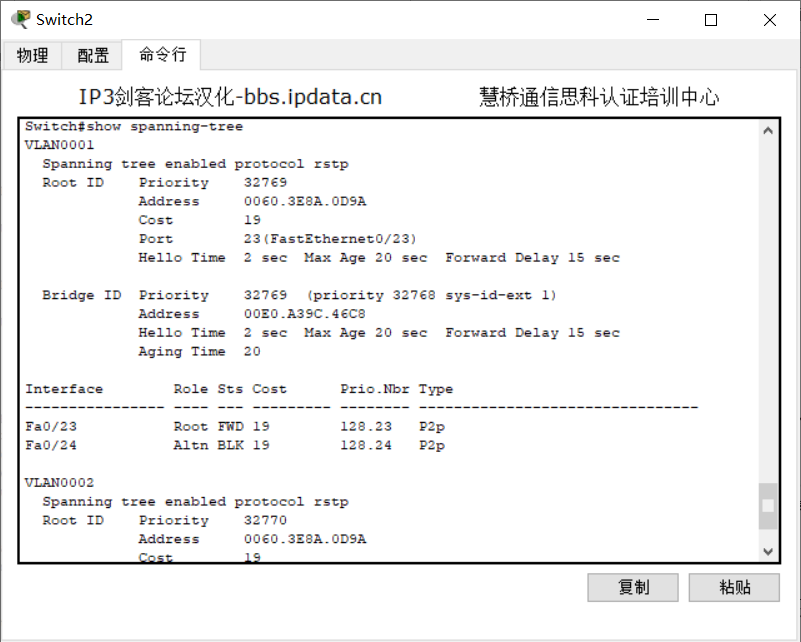 Switch2
物理 配置 命令行
IP3剑客论坛汉化-bbs.ipdata.cn 慧桥通信思科认证培训中心
Switch#show spanning-tree
VLAN0001
  Spanning tree enabled protocol rstp
  Root ID    Priority    32769
             Address     0060.3E8A.0D9A
             Cost        19
             Port        23(FastEthernet0/23)
             Hello Time  2 sec  Max Age 20 sec  Forward Delay 15 sec

  Bridge ID  Priority    32769  (priority 32768 sys-id-ext 1)
             Address     00E0.A39C.46C8
             Hello Time  2 sec  Max Age 20 sec  Forward Delay 15 sec
             Aging Time  20

Interface        Role Sts Cost      Prio.Nbr Type
---------------- ---- --- --------- -------- --------------------------------
Fa0/23           Root FWD 19        128.23   P2p
Fa0/24           Altn BLK 19        128.24   P2p

VLAN0002
  Spanning tree enabled protocol rstp
  Root ID    Priority    32770
             Address     0060.3E8A.0D9A
             Cost        19
复制 粘贴